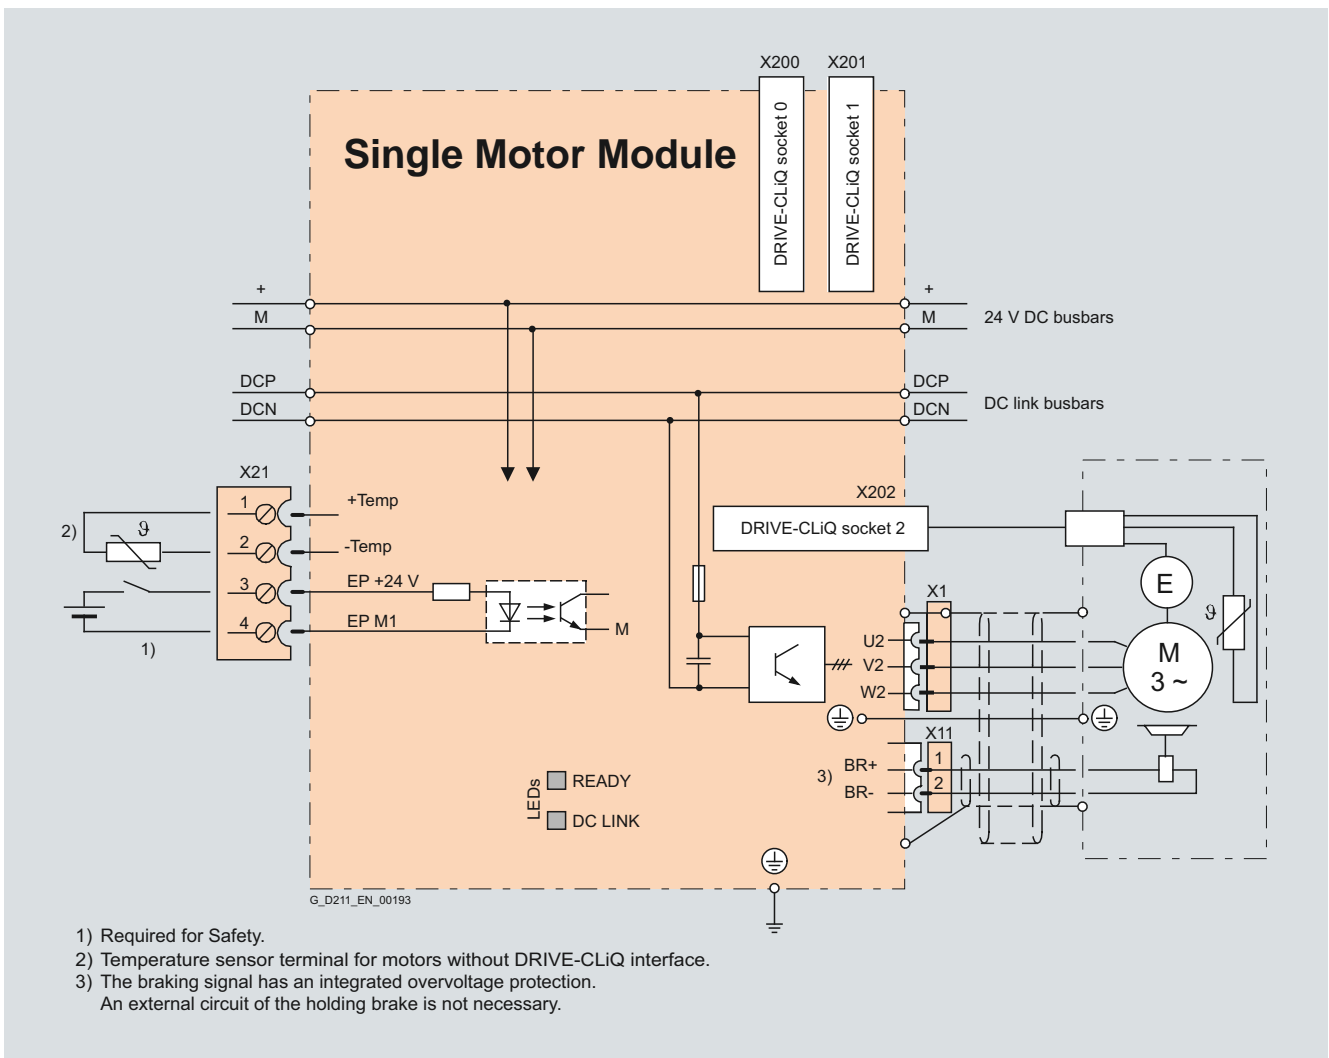 X200
X201
DRIVE-CLiQ socket 0
DRIVE-CLiQ socket 1
Single Motor Module
+
+
M
M
24 V DC busbars
DCP
DCP
DCN
DCN
DC link busbars
X21
1
+Temp
2)
ϑ
2
-Temp
3
EP +24 V
4
EP M1
1)
M
X202
DRIVE-CLiQ socket 2
E
ϑ
X1
U2
V2
W2
M
3 ~
X11
3)
BR+
1
BR-
2
LEDs
READY
DC LINK
G_D211_EN_00193
1) Required for Safety.
2) Temperature sensor terminal for motors without DRIVE-CLiQ interface.
3) The braking signal has an integrated overvoltage protection.
An external circuit of the holding brake is not necessary.